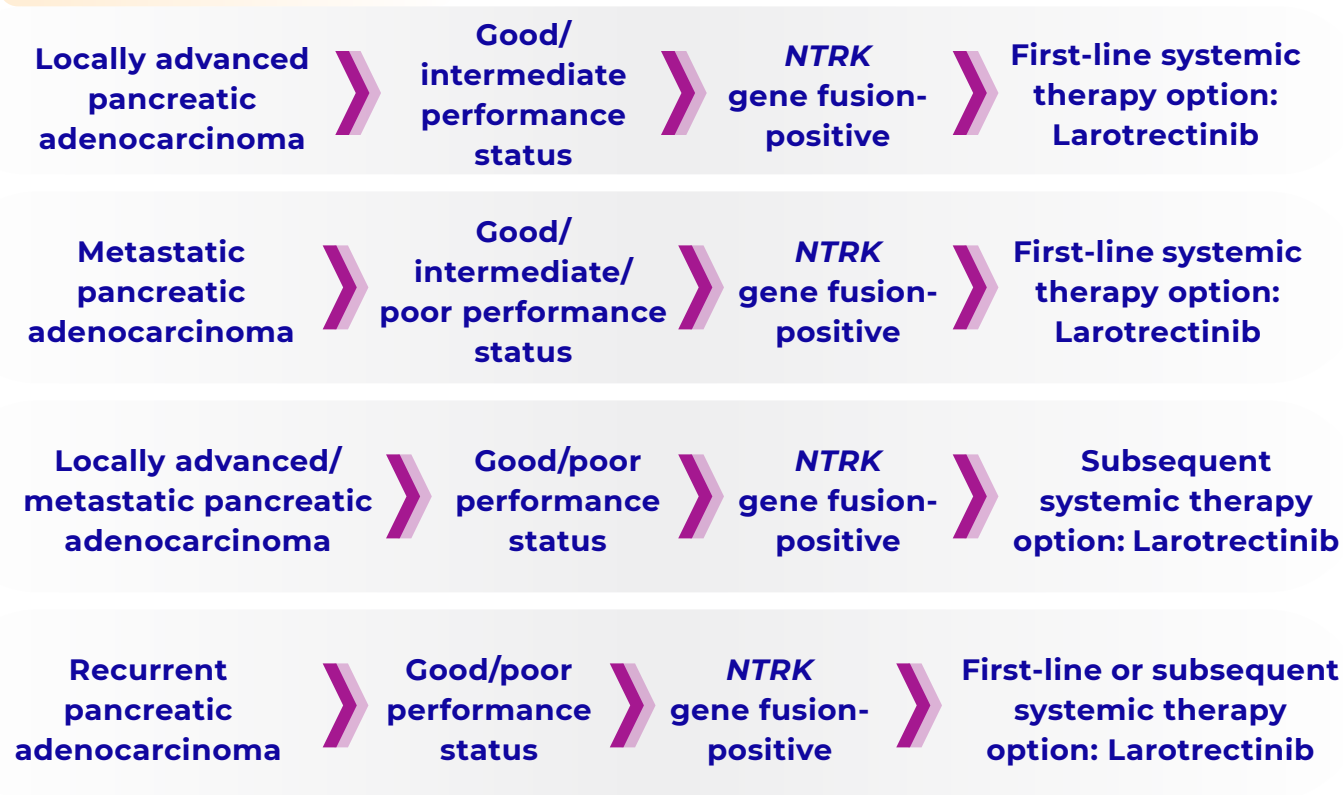 Locally advanced
pancreatic
adenocarcinoma
Good/
intermediate
performance
status
NTRK
gene fusion-
positive
First-line systemic
therapy option:
Larotrectinib
Metastatic
pancreatic
adenocarcinoma
Good/
intermediate/
poor performance
status
NTRK
gene fusion-
positive
First-line systemic
therapy option:
Larotrectinib
Locally advanced/
metastatic pancreatic
adenocarcinoma
Good/poor
performance
status
NTRK
gene fusion-
positive
Subsequent
systemic therapy
option: Larotrectinib
Recurrent
pancreatic
adenocarcinoma
Good/poor
performance
status
NTRK
gene fusion-
positive
First-line or subsequent
systemic therapy
option: Larotrectinib